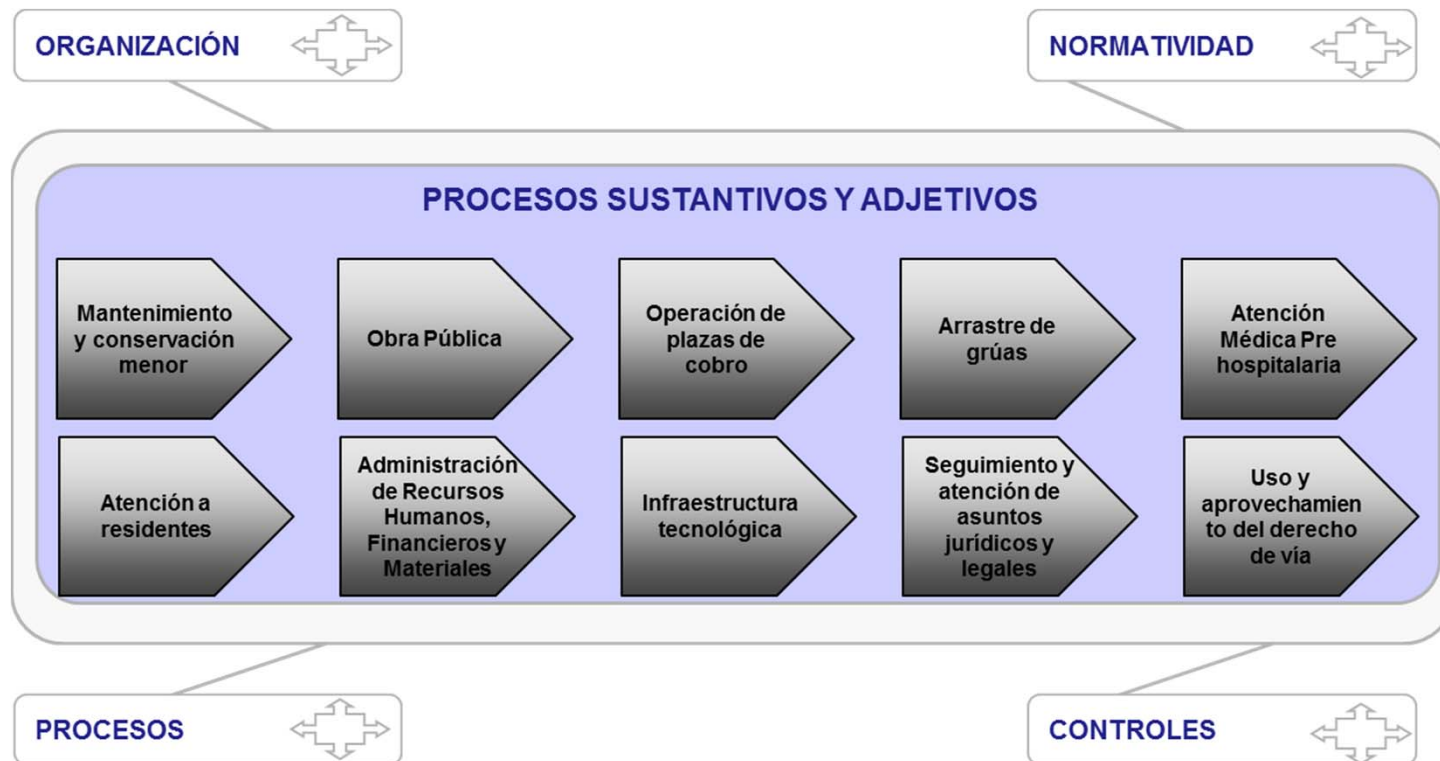 ORGANIZACIÓN
NORMATIVIDAD
PROCESOS SUSTANTIVOS Y ADJETIVOS
Mantenimiento
y conservación
menor
Obra Pública
Operación de
plazas de
cobro
Arrastre de
grúas
Atención
Médica Pre
hospitalaria
Atención a
residentes
Administración
de Recursos
Humanos,
Financieros y
Materiales
Infraestructura
tecnológica
Seguimiento y
atención de
asuntos
jurídicos y
legales
Uso y
aprovechamien
to del derecho
de vía
PROCESOS
CONTROLES